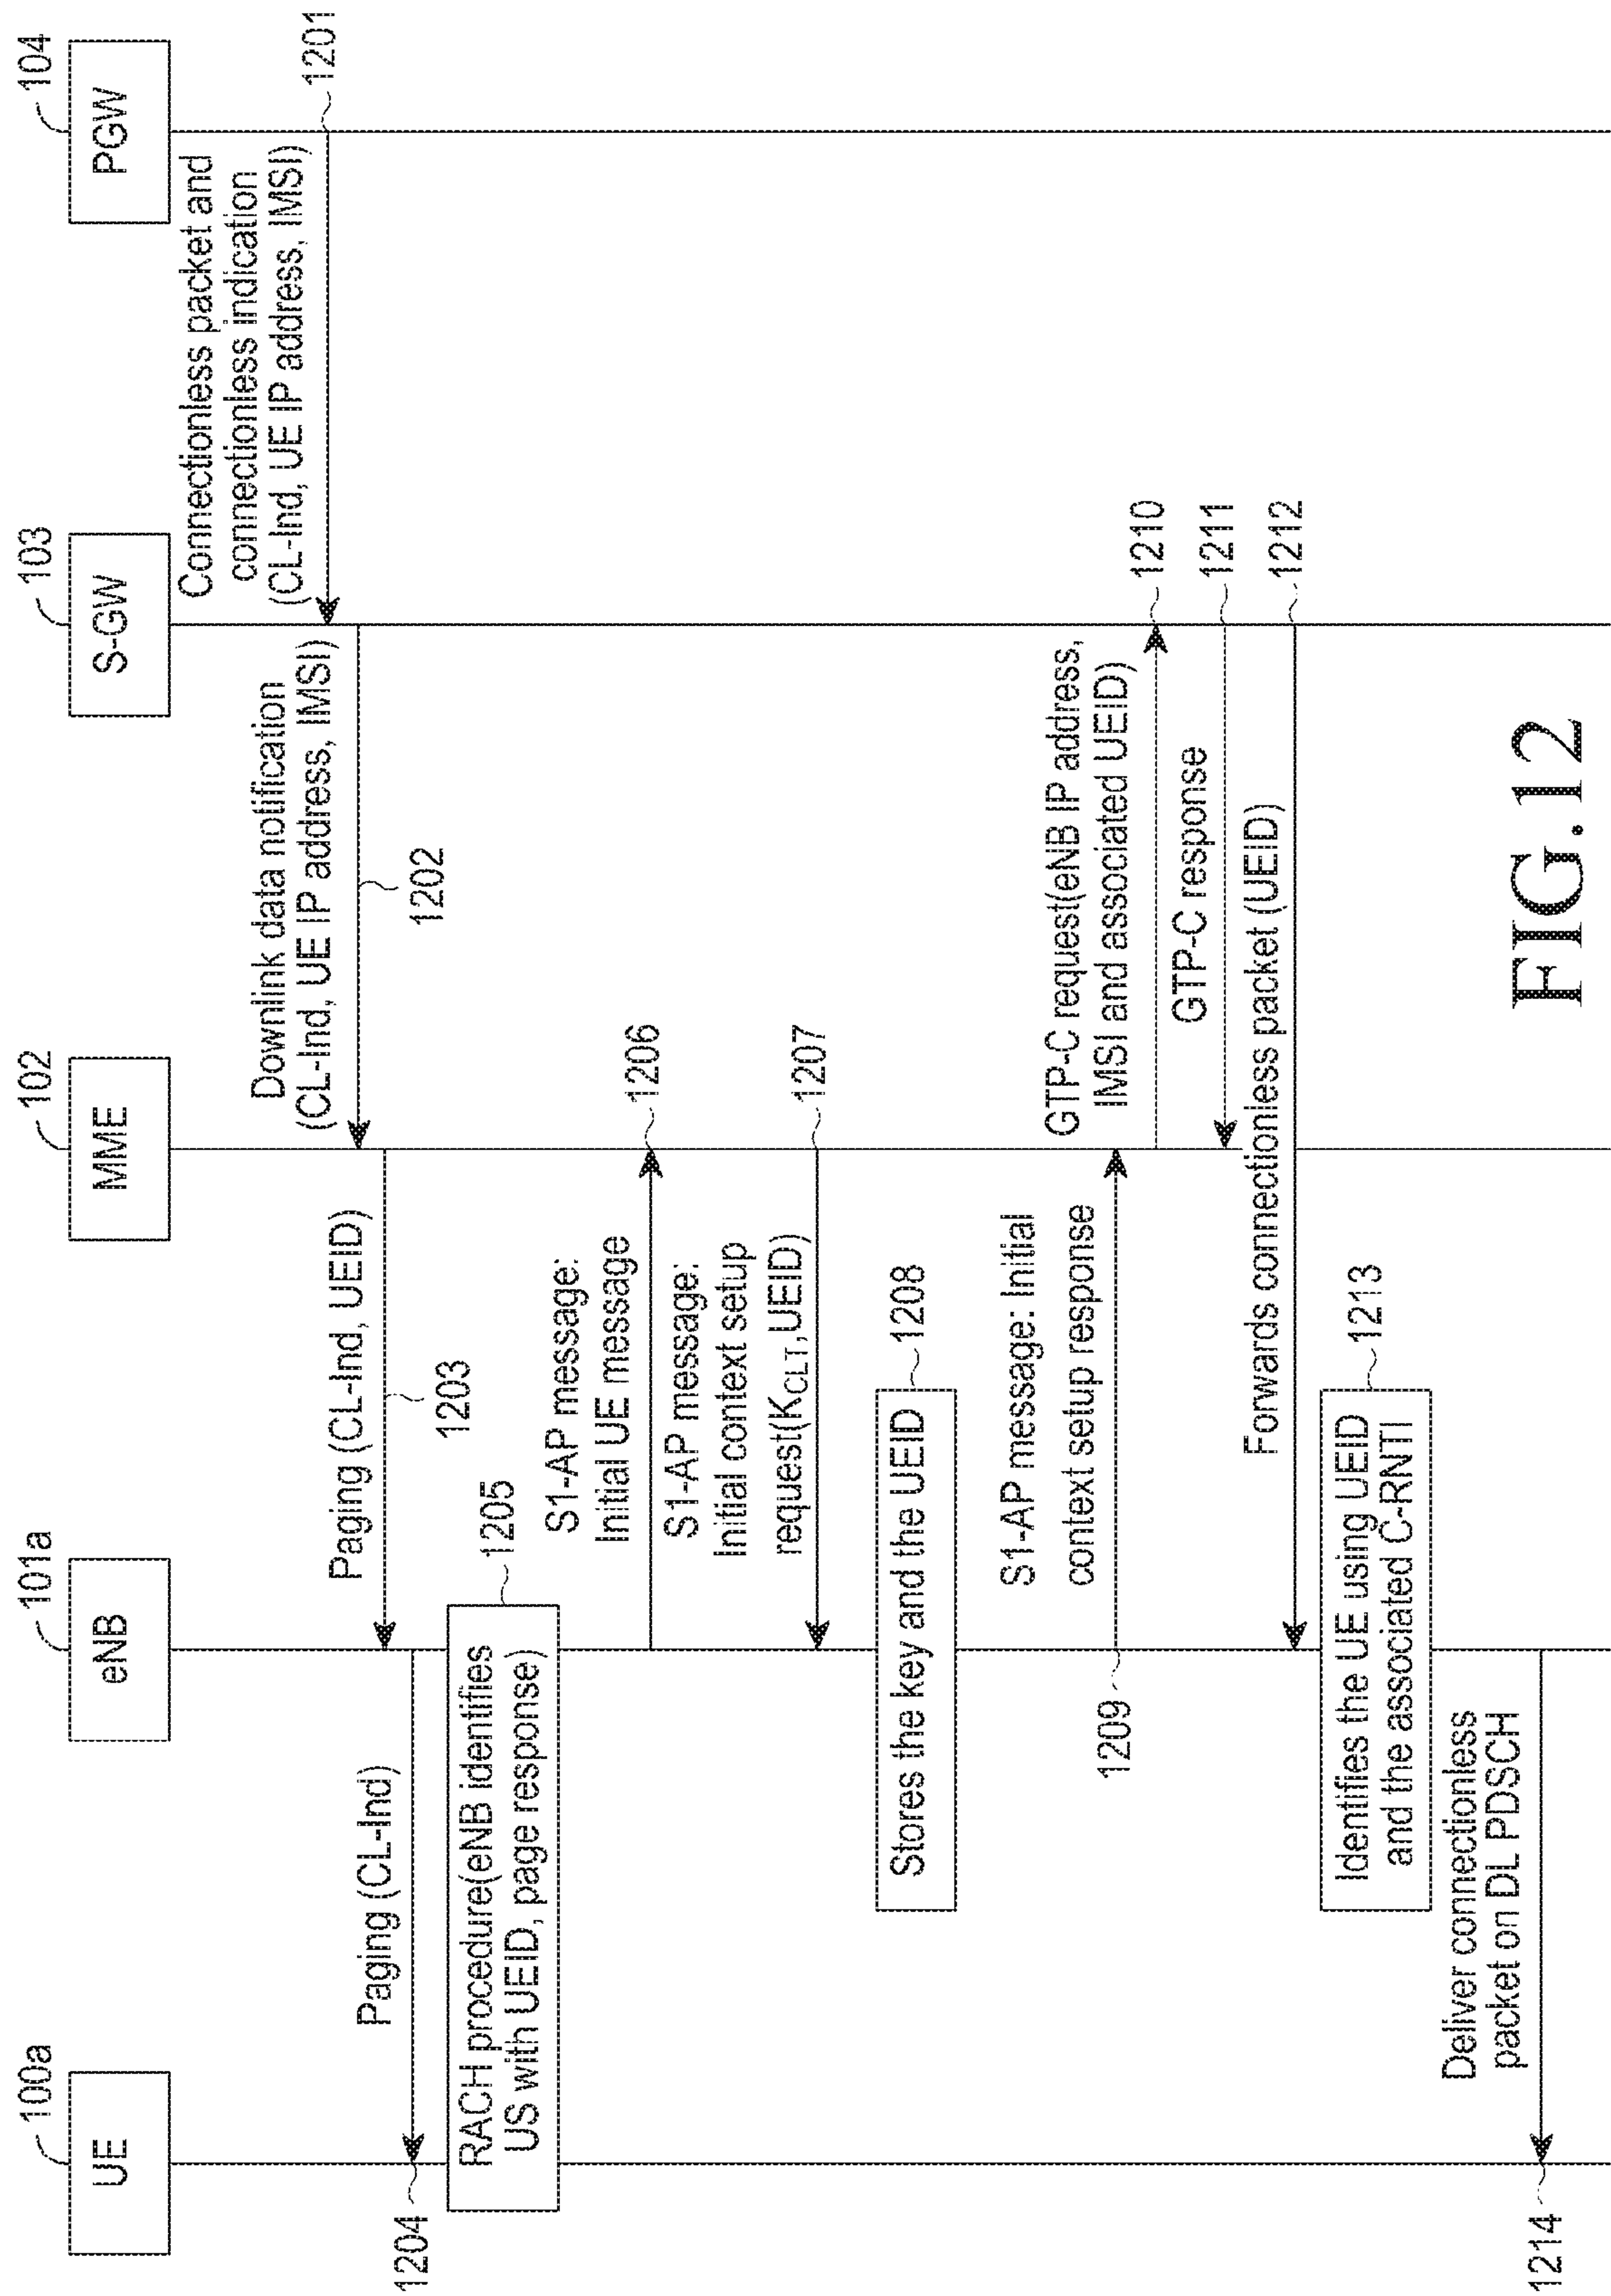 100a
UE
101a
eNB
102
MME
103
S-GW
104
PGW
Connectionless packet and
connectionless indication
(CL-Ind, UE IP address, IMSI)
1201
Downlink data notification
(CL-Ind, UE IP address, IMSI)
1202
Paging (CL-Ind, UEID)
1203
Paging (CL-Ind)
1204
RACH procedure(eNB identifies
US with UEID, page response)
1205
S1-AP message:
Initial UE message
1206
S1-AP message:
Initial context setup
request(KCLT,UEID)
1207
Stores the key and the UEID
1208
S1-AP message: Initial
context setup response
1209
GTP-C request(eNB IP address,
IMSI and associated UEID)
1210
GTP-C response
1211
Forwards connectionless packet (UEID)
1212
Identifies the UE using UEID
and the associated C-RNTI
1213
Deliver connectionless
packet on DL PDSCH
1214
FIG.12